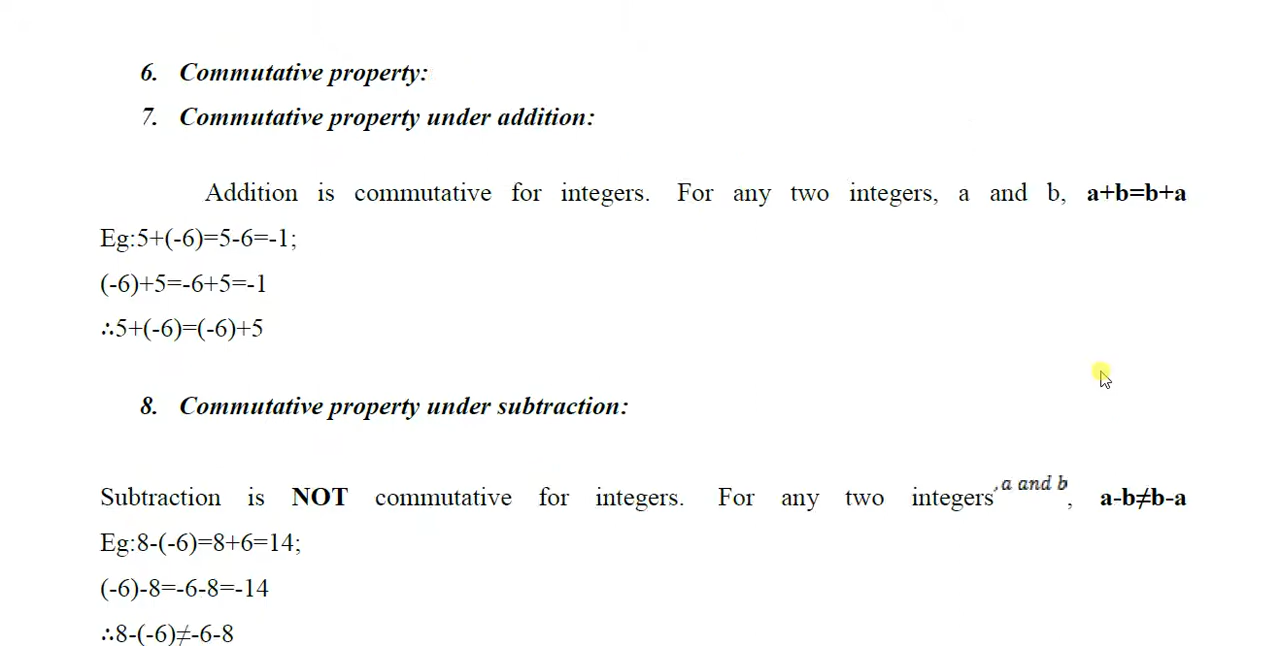 6. Commutative property:
7. Commutative property under addition:
Addition is commutative for integers. For any two integers, a and b, a+b=b+a
Eg:5+(-6)=5-6=-1;
(-6)+5=-6+5=-1
∴5+(-6)=(-6)+5
8. Commutative property under subtraction:
Subtraction is NOT commutative for integers. For any two integers,a and b, a-b≠b-a
Eg:8-(-6)=8+6=14;
(-6)-8=-6-8=-14
∴8-(-6)≠-6-8